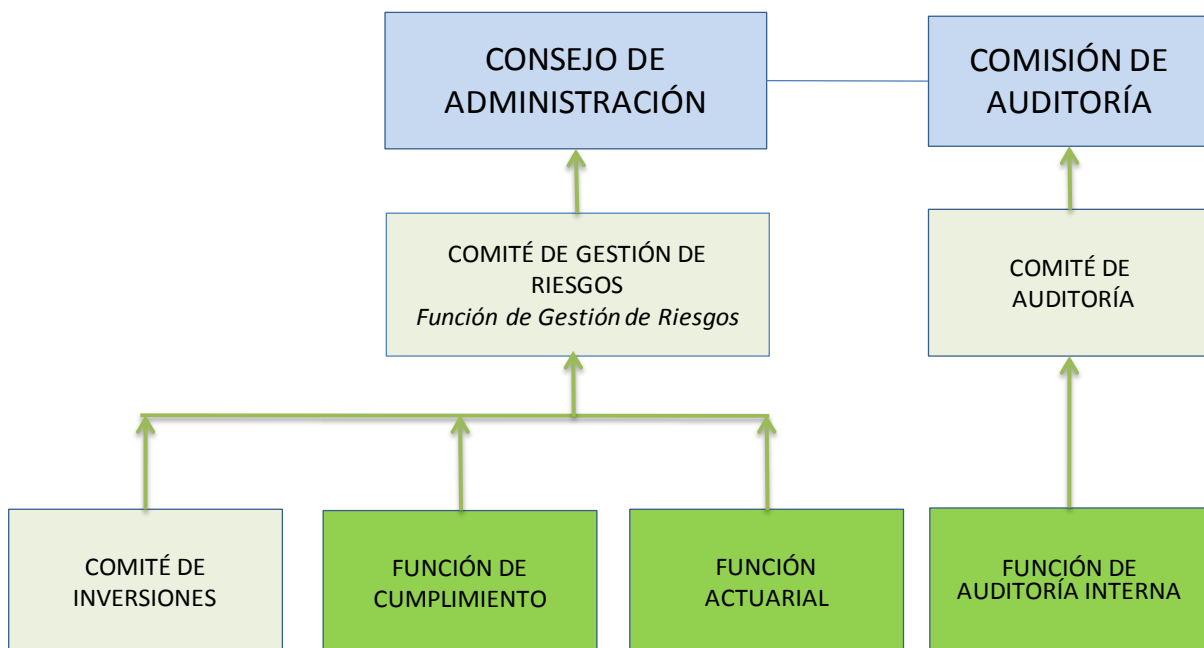 CONSEJO DE
ADMINISTRACIÓN
COMISIÓN DE
AUDITORÍA
COMITÉ DE GESTIÓN DE
RIESGOS
Función de Gestión de Riesgos
COMITÉ DE
AUDITORÍA
COMITÉ DE
INVERSIONES
FUNCIÓN DE
CUMPLIMIENTO
FUNCIÓN
ACTUARIAL
FUNCIÓN DE
AUDITORÍA INTERNA